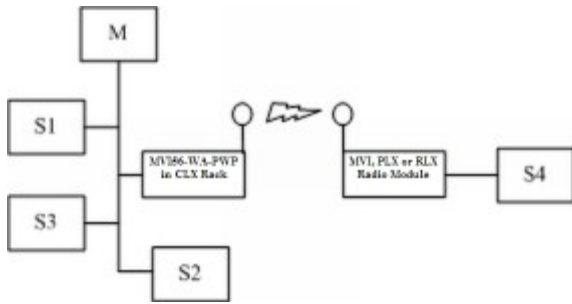 M
S1
MVI56-WA-PWP
in CLX Rack
MVI, PLX or RLX
Radio Module
S4
S3
S2